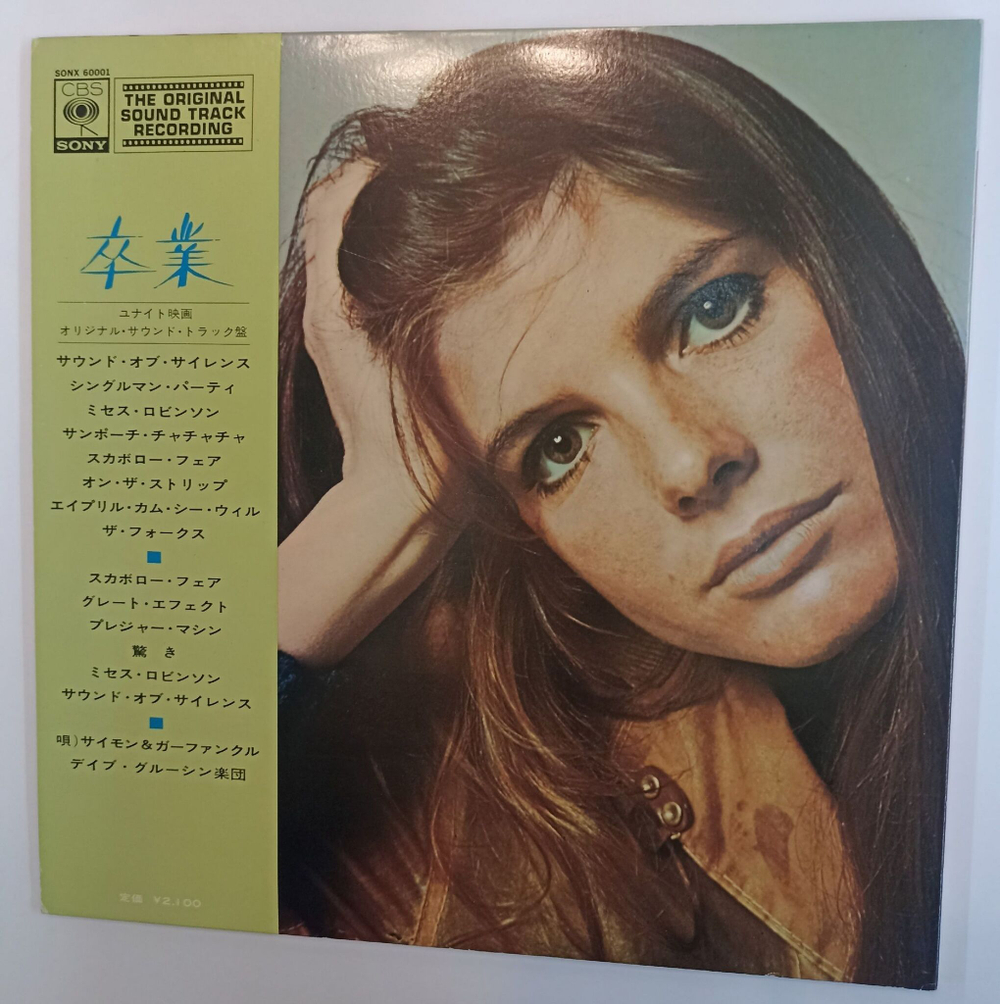 SONX 60001
CBS
SONY
THE ORIGINAL
SOUND TRACK
RECORDING
卒業
ユナイト映画
オリジナル・サウンド・トラック盤
サウンド・オブ・サイレンス
シングルマン・パーティ
ミセス・ロビンソン
サンポーチ・チャチャチャ
スカボロー・フェア
オン・ザ・ストリップ
エイプリル・カム・シー・ウィル
ザ・フォークス
スカボロー・フェア
グレート・エフェクト
プレジャー・マシン
驚き
ミセス・ロビンソン
サウンド・オブ・サイレンス
唄)サイモン&ガーファンクル
デイブ・グルーシン楽団
定価 ¥2,100